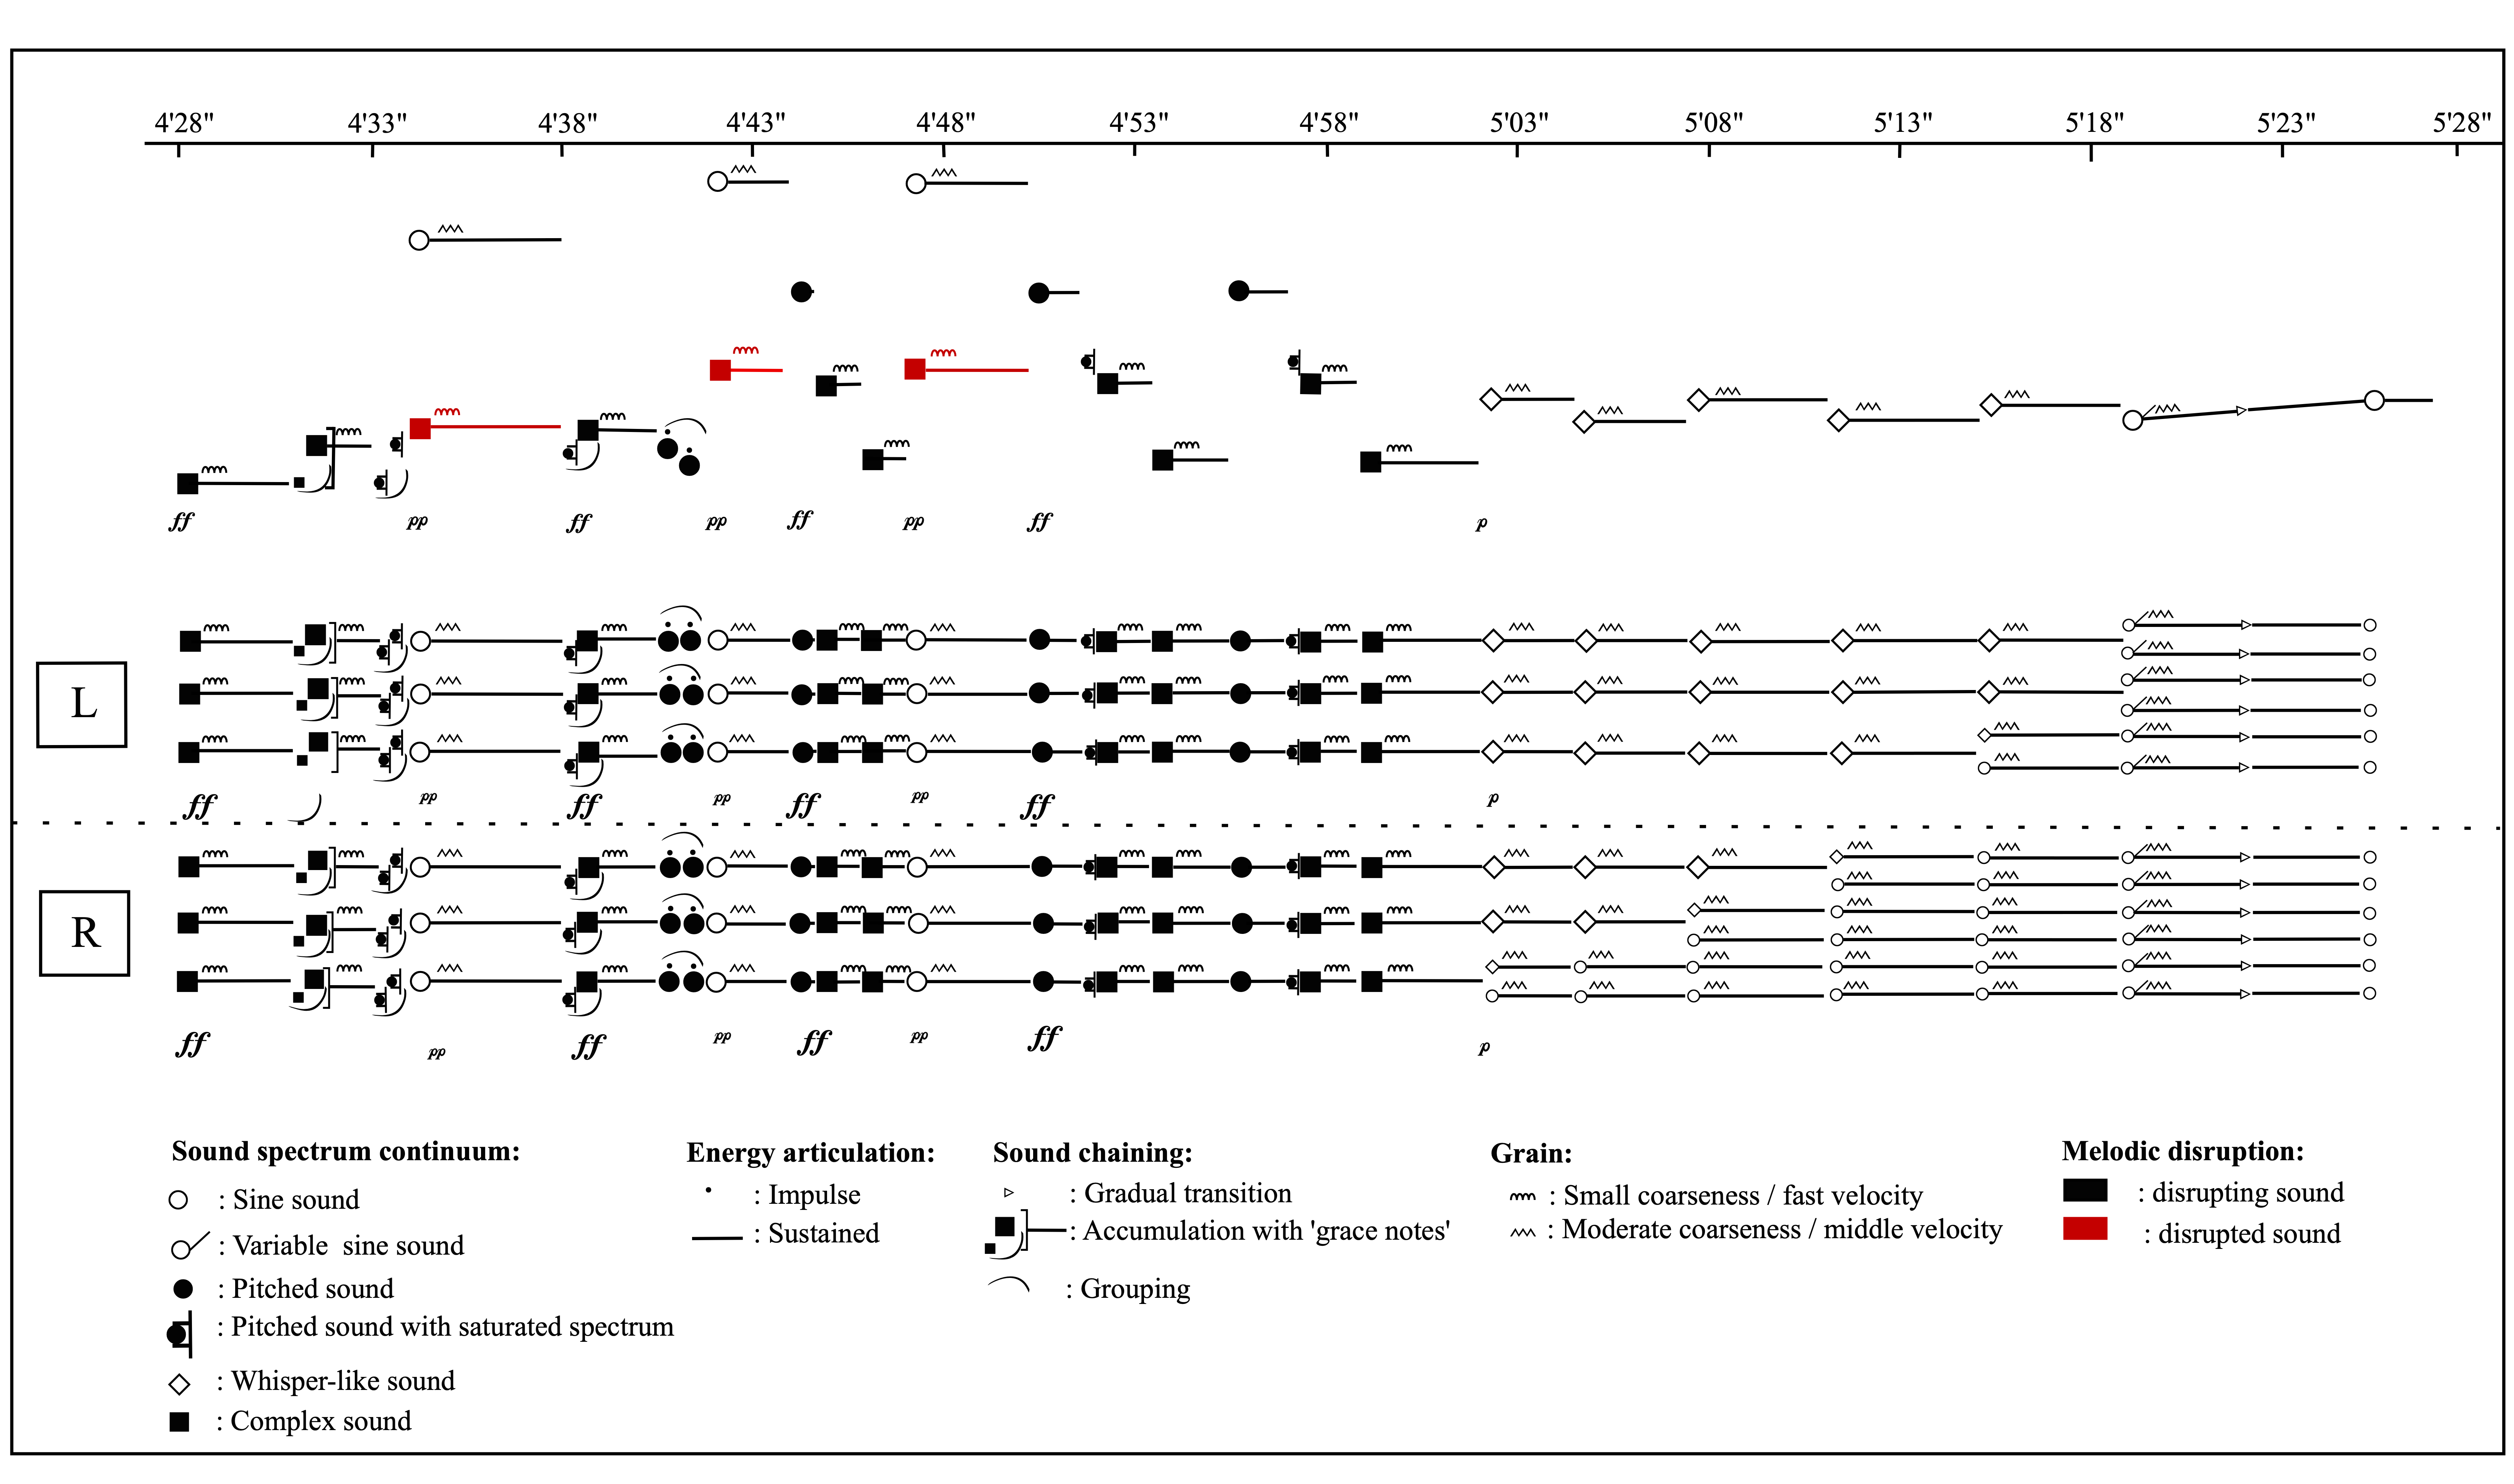 4'28" 4'33" 4'38" 4'43" 4'48" 4'53" 4'58" 5'03" 5'08" 5'13" 5'18" 5'23" 5'28"
ff pp ff pp ff pp ff p
L
ff pp ff pp ff pp ff p
R
ff pp ff pp ff pp ff p
Sound spectrum continuum:
: Sine sound
: Variable sine sound
: Pitched sound
: Pitched sound with saturated spectrum
: Whisper-like sound
: Complex sound
Energy articulation:
: Impulse
: Sustained
Sound chaining:
: Gradual transition
: Accumulation with 'grace notes'
: Grouping
Grain:
: Small coarseness / fast velocity
: Moderate coarseness / middle velocity
Melodic disruption:
: disrupting sound
: disrupted sound